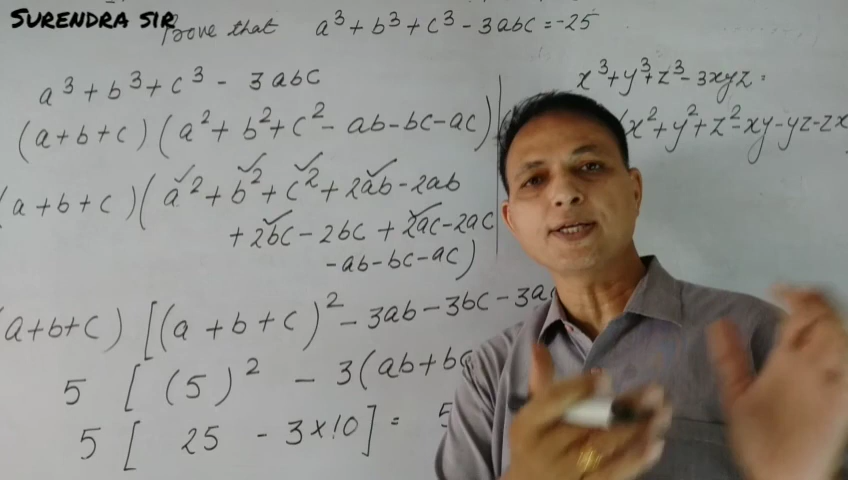 SURENDRA SIR
Prove that a³ + b³ + c³ - 3abc = -25
a³ + b³ + c³ - 3abc
(a+b+c) (a² + b² + c² - ab - bc - ac)
(a+b+c) (a² + b² + c² + 2ab - 2ab
+ 2bc - 2bc + 2ac - 2ac
- ab - bc - ac)
(a+b+c) [(a+b+c)² - 3ab - 3bc - 3a
5 [ (5)² - 3(ab + b
5 [ 25 - 3×10] = 5
x³ + y³ + z³ - 3xyz =
(x² + y² + z² - xy - yz - zx